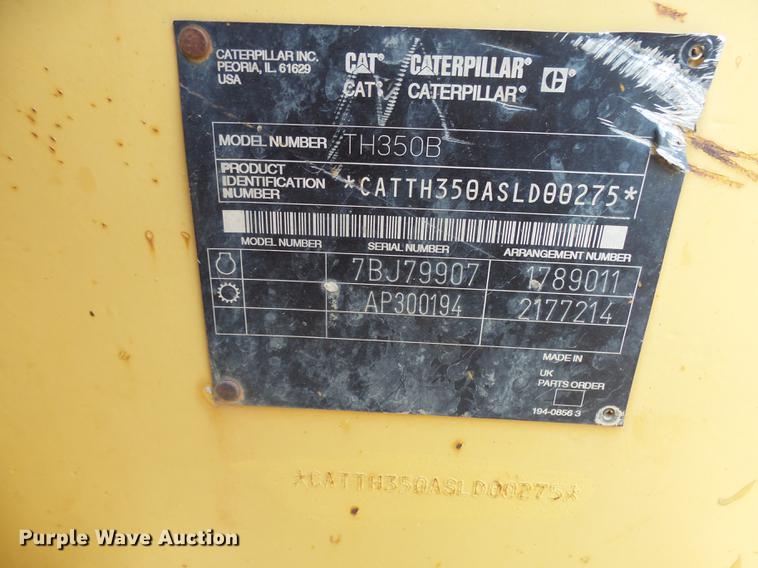 CATERPILLAR INC.
PEORIA, IL. 61629
USA
CAT® CATERPILLAR®
CAT® CATERPILLAR® C®
MODEL NUMBER TH350B
PRODUCT
IDENTIFICATION
NUMBER
*CATTH350ASLD00275*
MODEL NUMBER SERIAL NUMBER ARRANGEMENT NUMBER
7BJ79907 1789011
AP300194 2177214
MADE IN
UK
PARTS ORDER
194-0856 3
*CATTH350ASLD00275*
Purple Wave Auction